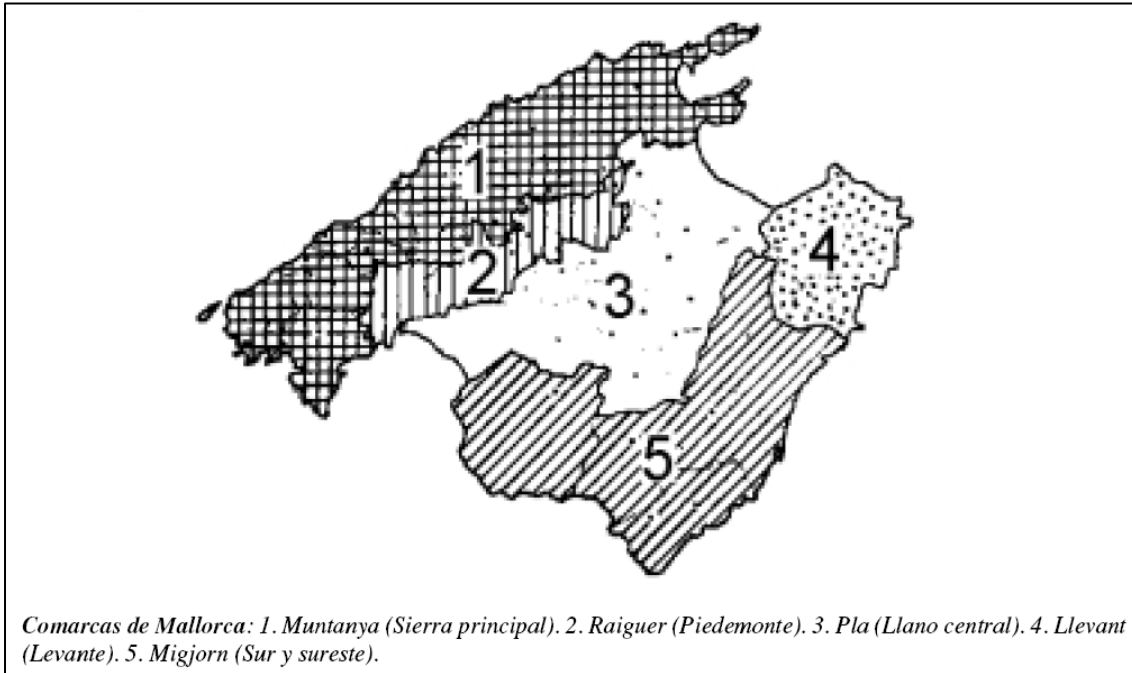 1
2
3
4
5
Comarcas de Mallorca: 1. Muntanya (Sierra principal). 2. Raiguer (Piedemonte). 3. Pla (Llano central). 4. Llevant
(Levante). 5. Migjorn (Sur y sureste).